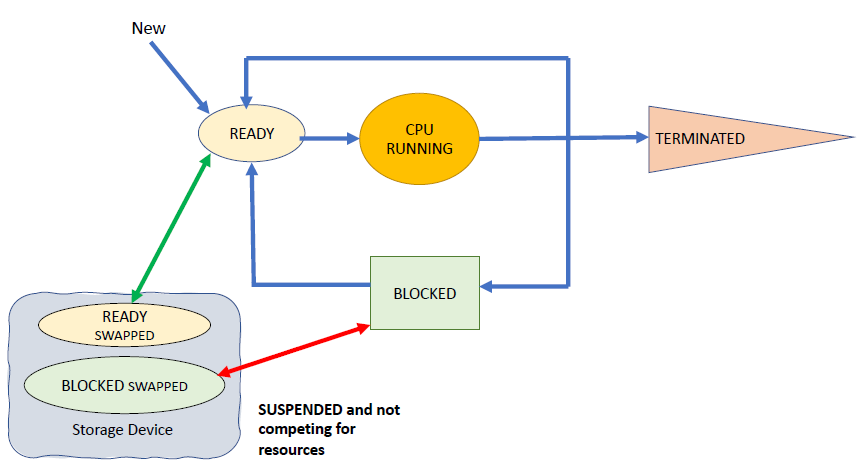 New
READY
CPU
RUNNING
TERMINATED
BLOCKED
READY
SWAPPED
BLOCKED SWAPPED
Storage Device
SUSPENDED and not
competing for
resources